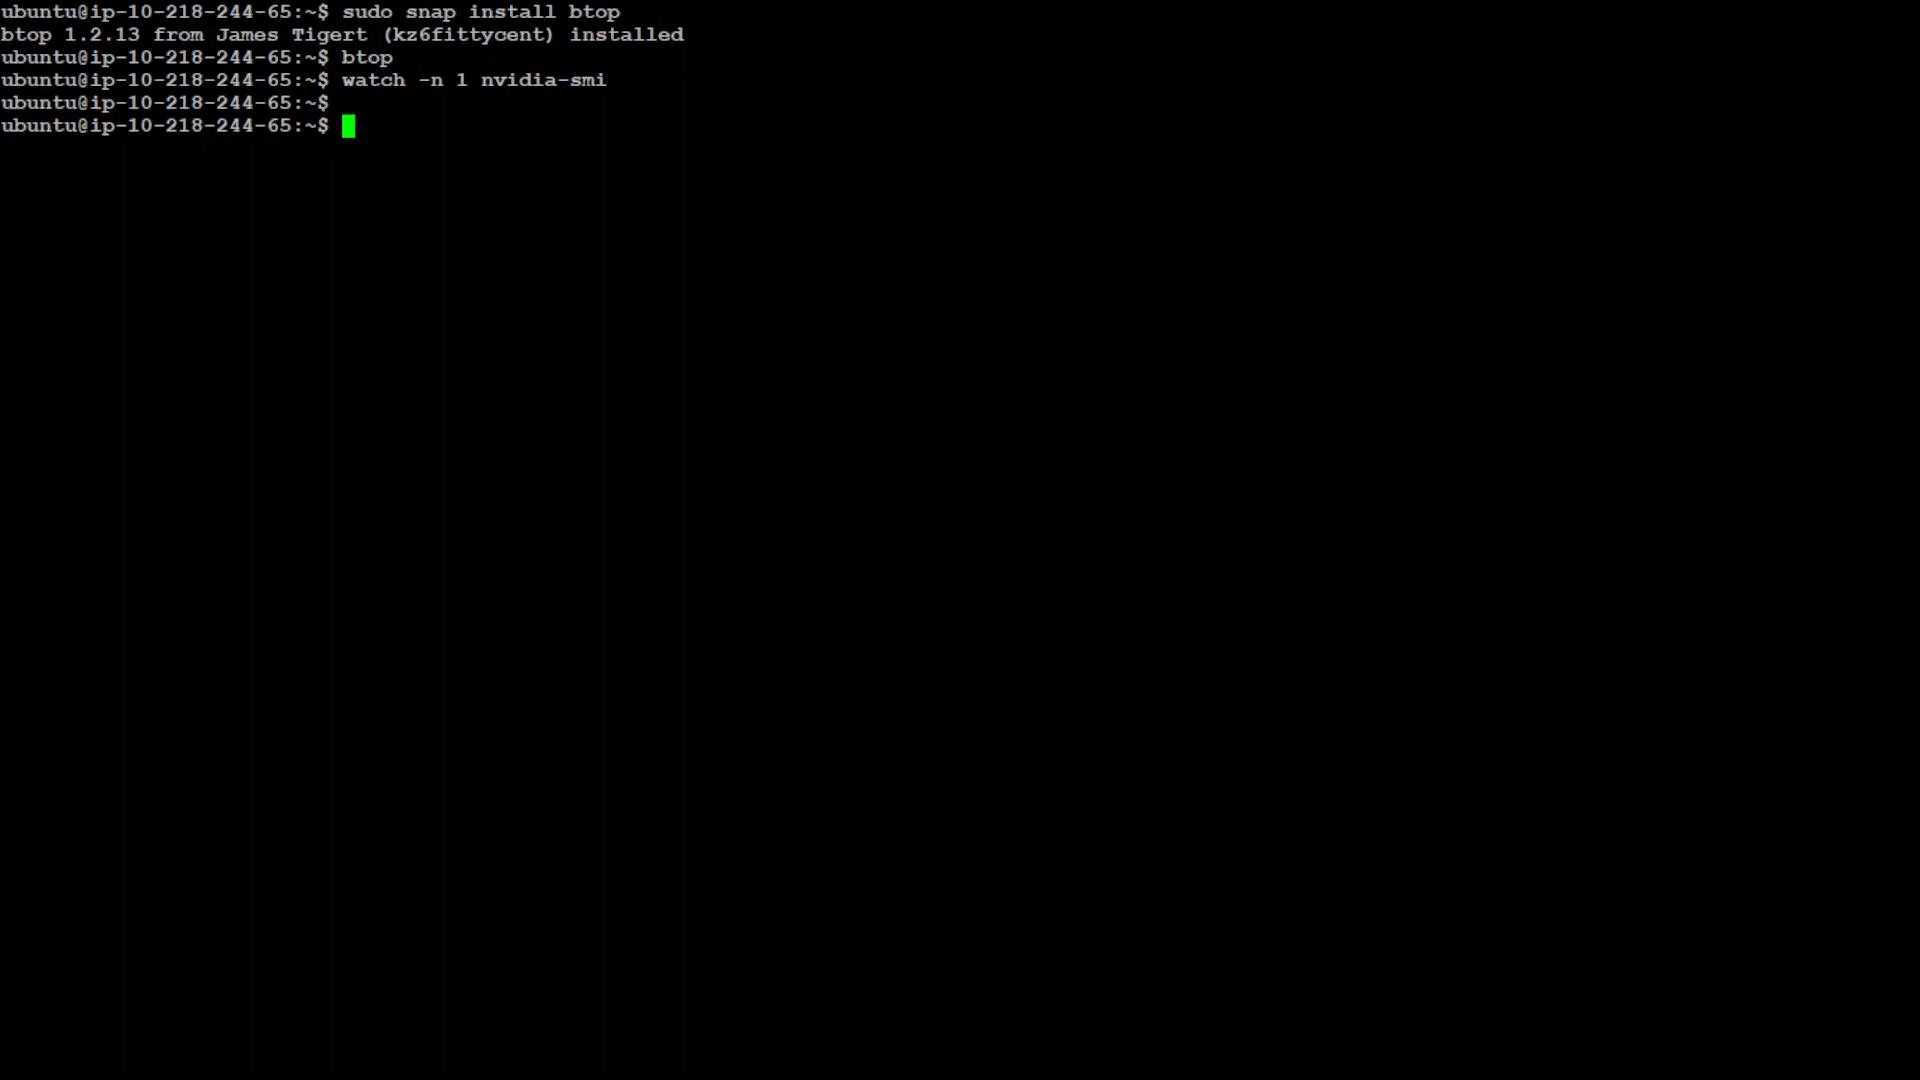 ubuntu@ip-10-218-244-65:~$ sudo snap install btop
btop 1.2.13 from James Tigert (kz6fittycent) installed
ubuntu@ip-10-218-244-65:~$ btop
ubuntu@ip-10-218-244-65:~$ watch -n 1 nvidia-smi
ubuntu@ip-10-218-244-65:~$
ubuntu@ip-10-218-244-65:~$